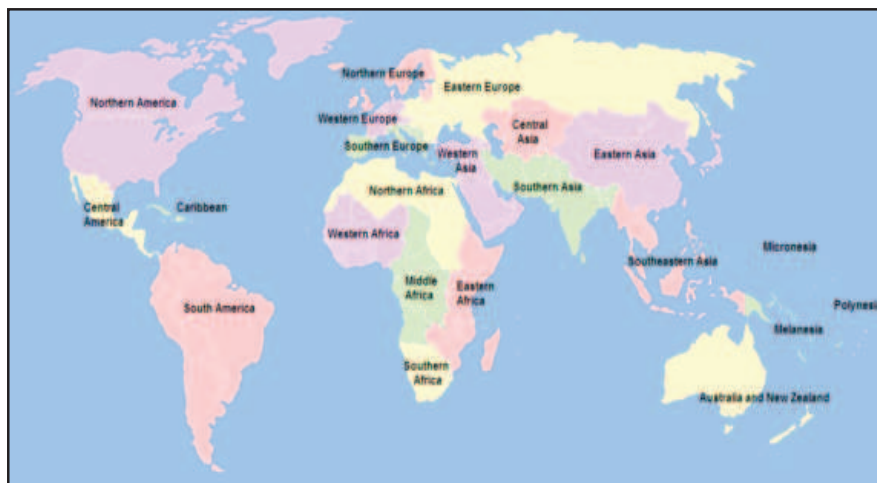 Northern Europe
Eastern Europe
Northern America
Western Europe
Central
Asia
Southern Europe
Western
Asia
Eastern Asia
Northern Africa
Southern Asia
Central
America
Caribbean
Western Africa
Micronesia
Southeastern Asia
Middle
Africa
Eastern
Africa
South America
Polynesia
Melanesia
Southern
Africa
Australia and New Zealand